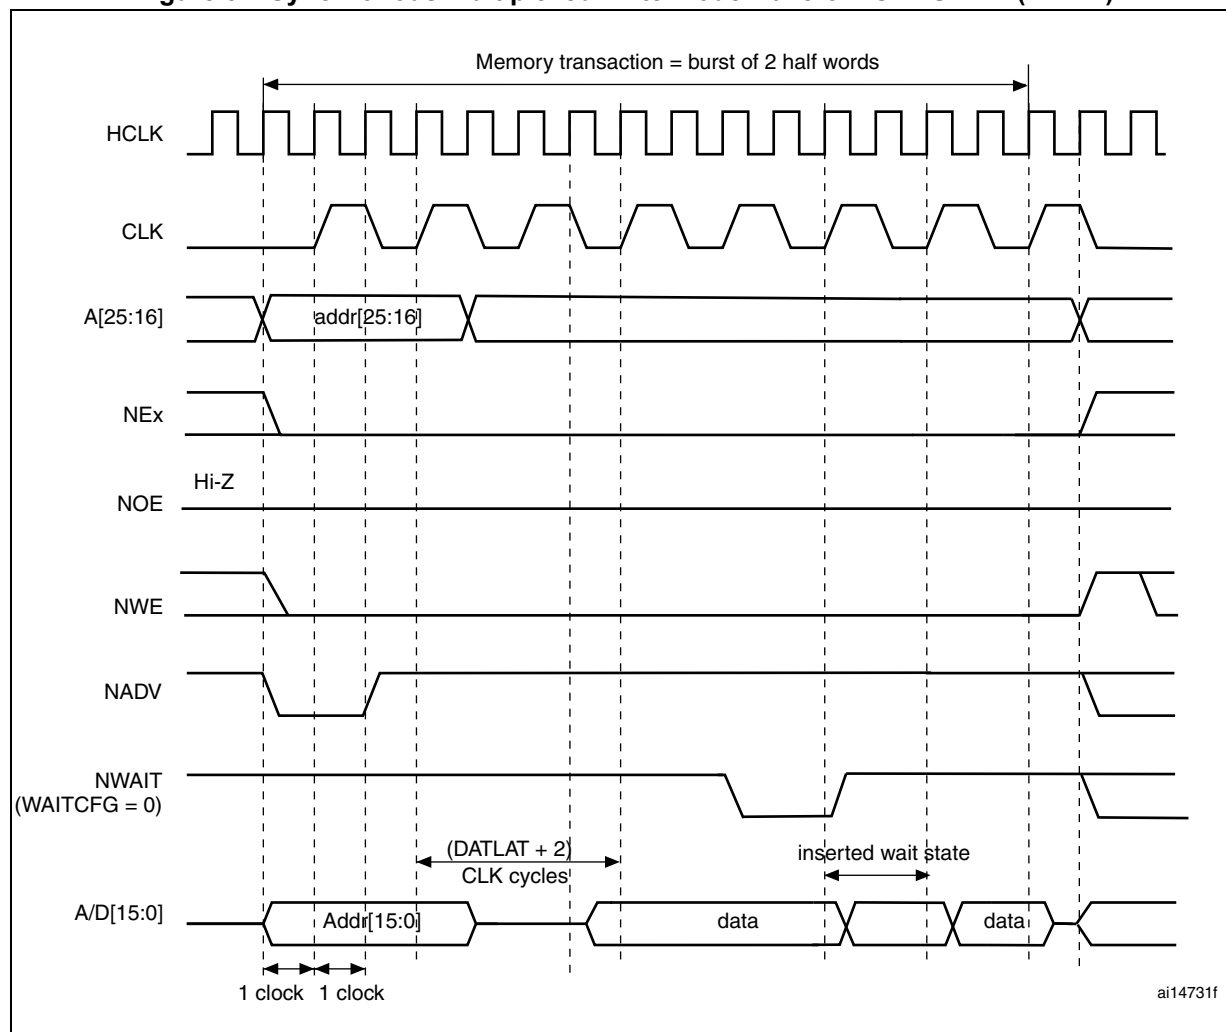 Memory transaction = burst of 2 half words
HCLK
CLK
A[25:16]
addr[25:16]
NEx
Hi-Z
NOE
NWE
NADV
NWAIT
(WAITCFG = 0)
(DATLAT + 2)
CLK cycles
inserted wait state
A/D[15:0]
Addr[15:0]
data
data
1 clock
1 clock
ai14731f